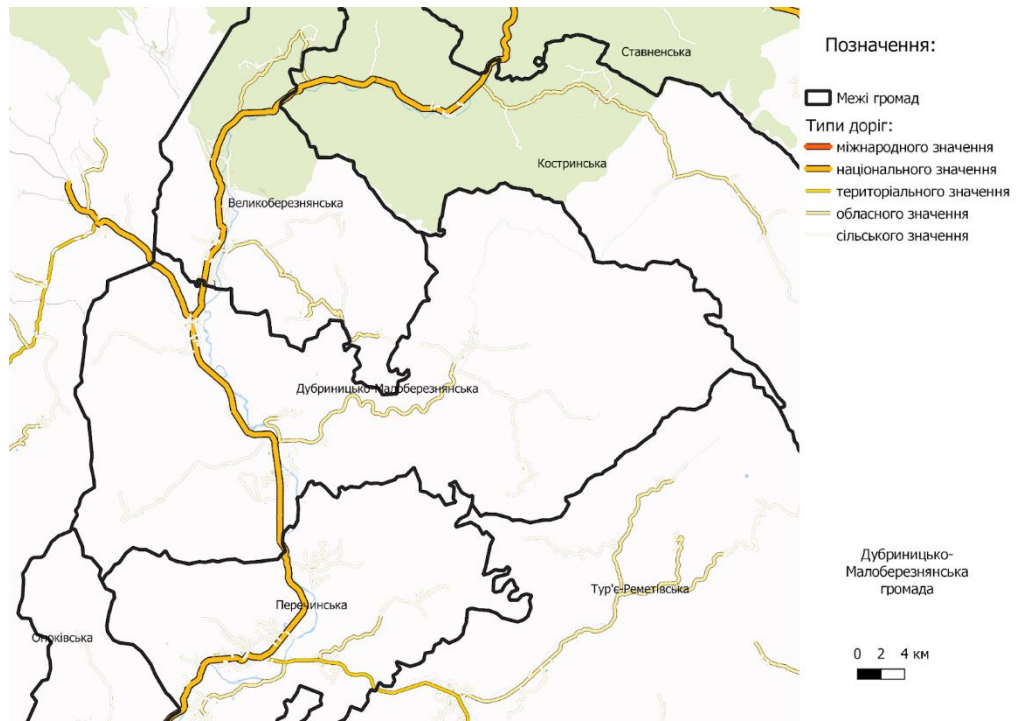 Ставненська
Костринська
Великоберезнянська
Дубриницько-Малоберезнянська
Тур'є-Реметівська
Перечинська
Оноківська
Позначення:
Межі громад
Типи доріг:
міжнародного значення
національного значення
територіального значення
обласного значення
сільського значення
Дубриницько-
Малоберезнянська
громада
0 2 4 км